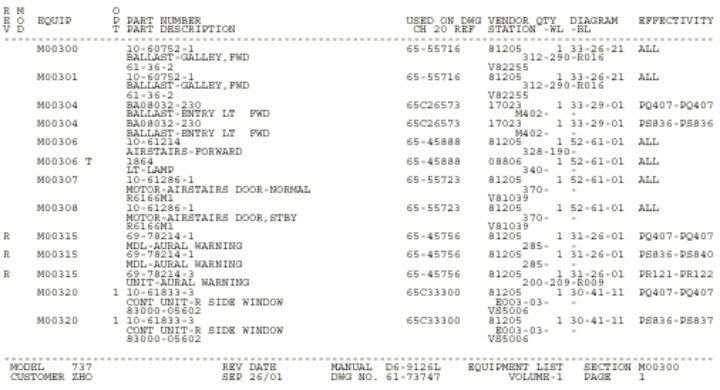 R M O
E O EQUIP P PART NUMBER USED ON DWG VENDOR QTY DIAGRAM EFFECTIVITY
V D T PART DESCRIPTION CH 20 REF STATION -WL -BL
M00300 10-60752-1 65-55716 81205 1 33-26-21 ALL
BALLAST-GALLEY,FWD 312-290-R016
61-36-2 V82255
M00301 10-60752-1 65-55716 81205 1 33-26-21 ALL
BALLAST-GALLEY,FWD 312-290-R016
61-36-2 V82255
M00304 BA08032-230 65C26573 17023 1 33-29-01 PQ407-PQ407
BALLAST-ENTRY LT FWD M402- -
M00304 BA08032-230 65C26573 17023 1 33-29-01 PS836-PS836
BALLAST-ENTRY LT FWD M402- -
M00306 10-61214 65-45888 81205 1 52-61-01 ALL
AIRSTAIRS-FORWARD 328-190-
M00306 T 1864 65-45888 08806 1 52-61-01 ALL
LT-LAMP 340- -
M00307 10-61286-1 65-55723 81205 1 52-61-01 ALL
MOTOR-AIRSTAIRS DOOR-NORMAL 370- -
R6166M1 V81039
M00308 10-61286-1 65-55723 81205 1 52-61-01 ALL
MOTOR-AIRSTAIRS DOOR,STBY 370- -
R6166M1 V81039
R M00315 69-78214-1 65-45756 81205 1 31-26-01 PQ407-PQ407
MDL-AURAL WARNING 285- -
R M00315 69-78214-1 65-45756 81205 1 31-26-01 PS836-PS840
MDL-AURAL WARNING 285- -
R M00315 69-78214-3 65-45756 81205 1 31-26-01 PR121-PR122
UNIT-AURAL WARNING 200-209-R009
M00320 1 10-61833-3 65C33300 81205 1 30-41-11 PQ407-PQ407
CONT UNIT-R SIDE WINDOW E003-03- -
83000-05602 VS5006
M00320 1 10-61833-3 65C33300 81205 1 30-41-11 PS836-PS837
CONT UNIT-R SIDE WINDOW E003-03- -
83000-05602 VS5006
MODEL 737 REV DATE MANUAL D6-9126L EQUIPMENT LIST SECTION M00300
CUSTOMER ZHO SEP 26/01 DWG NO. 61-73747 VOLUME-1 PAGE 1